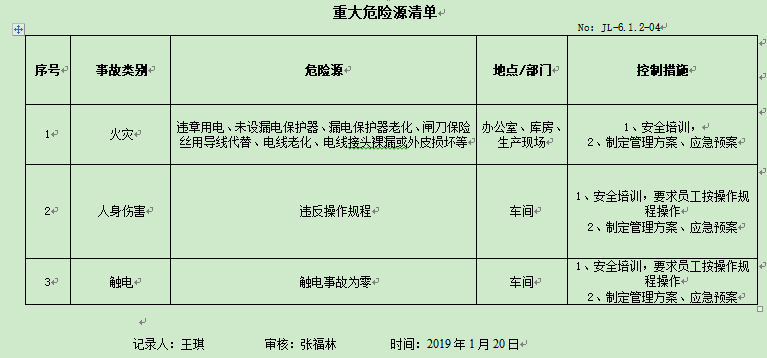 重大危险源清单
No: JL-6.1.2-04
序号 事故类别 危险源 地点/部门 控制措施
1 火灾 违章用电、未设漏电保护器、漏电保护器老化、闸刀保险
丝用导线代替、电线老化、电线接头裸漏或外皮损坏等
办公室、库房、
生产现场
1、安全培训，
2、制定管理方案、应急预案
2 人身伤害 违反操作规程 车间
1、安全培训，要求员工按操作规
程操作
2、制定管理方案、应急预案
3 触电 触电事故为零 车间
1、安全培训，要求员工按操作规
程操作
2、制定管理方案、应急预案
记录人：王琪 审核：张福林 时间：2019 年 1 月 20 日